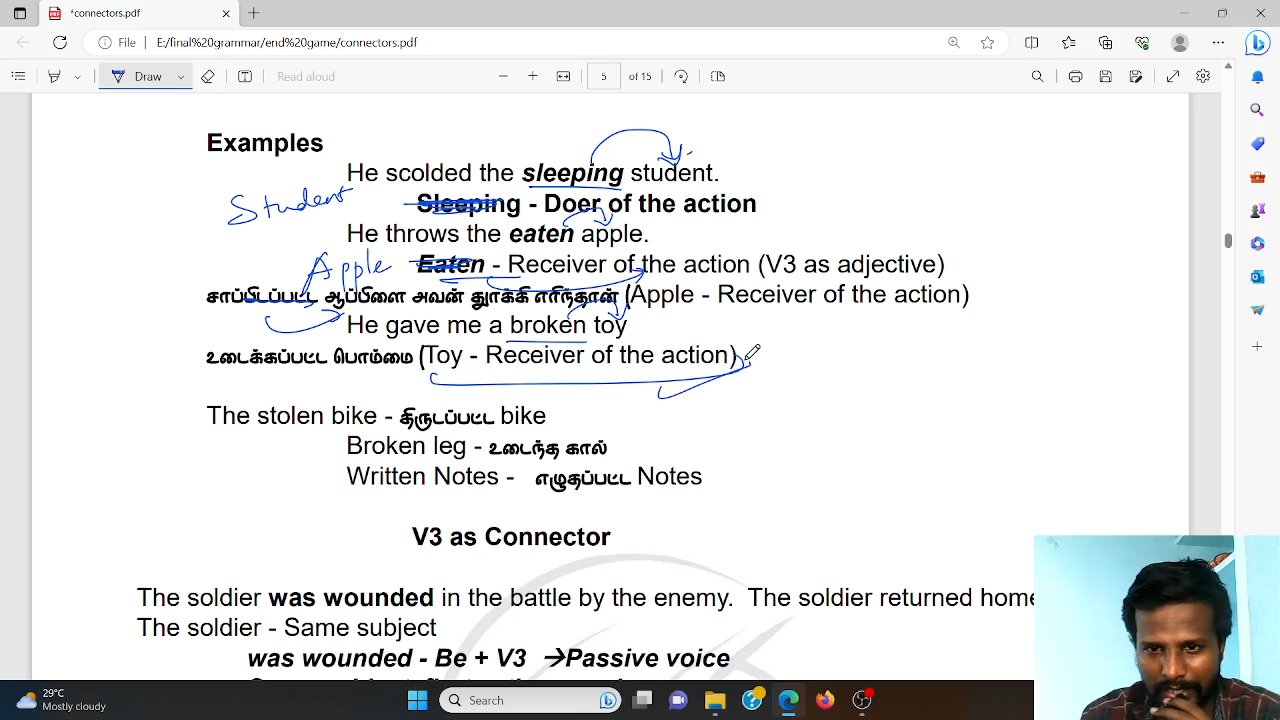 *connectors.pdf
File E:/final%20grammar/end%20game/connectors.pdf
Draw Read aloud 5 of 15
Examples
He scolded the sleeping student.
Student
Sleeping - Doer of the action
He throws the eaten apple.
Apple
Eaten - Receiver of the action (V3 as adjective)
சாப்பிடப்பட்ட ஆப்பிளை அவன் தூக்கி எரிந்தான் (Apple - Receiver of the action)
He gave me a broken toy
உடைக்கப்பட்ட பொம்மை (Toy - Receiver of the action)
The stolen bike - திருடப்பட்ட bike
Broken leg - உடைந்த கால்
Written Notes - எழுதப்பட்ட Notes
V3 as Connector
The soldier was wounded in the battle by the enemy. The soldier returned home
The soldier - Same subject
was wounded - Be + V3 →Passive voice
29°C
Mostly cloudy
Search